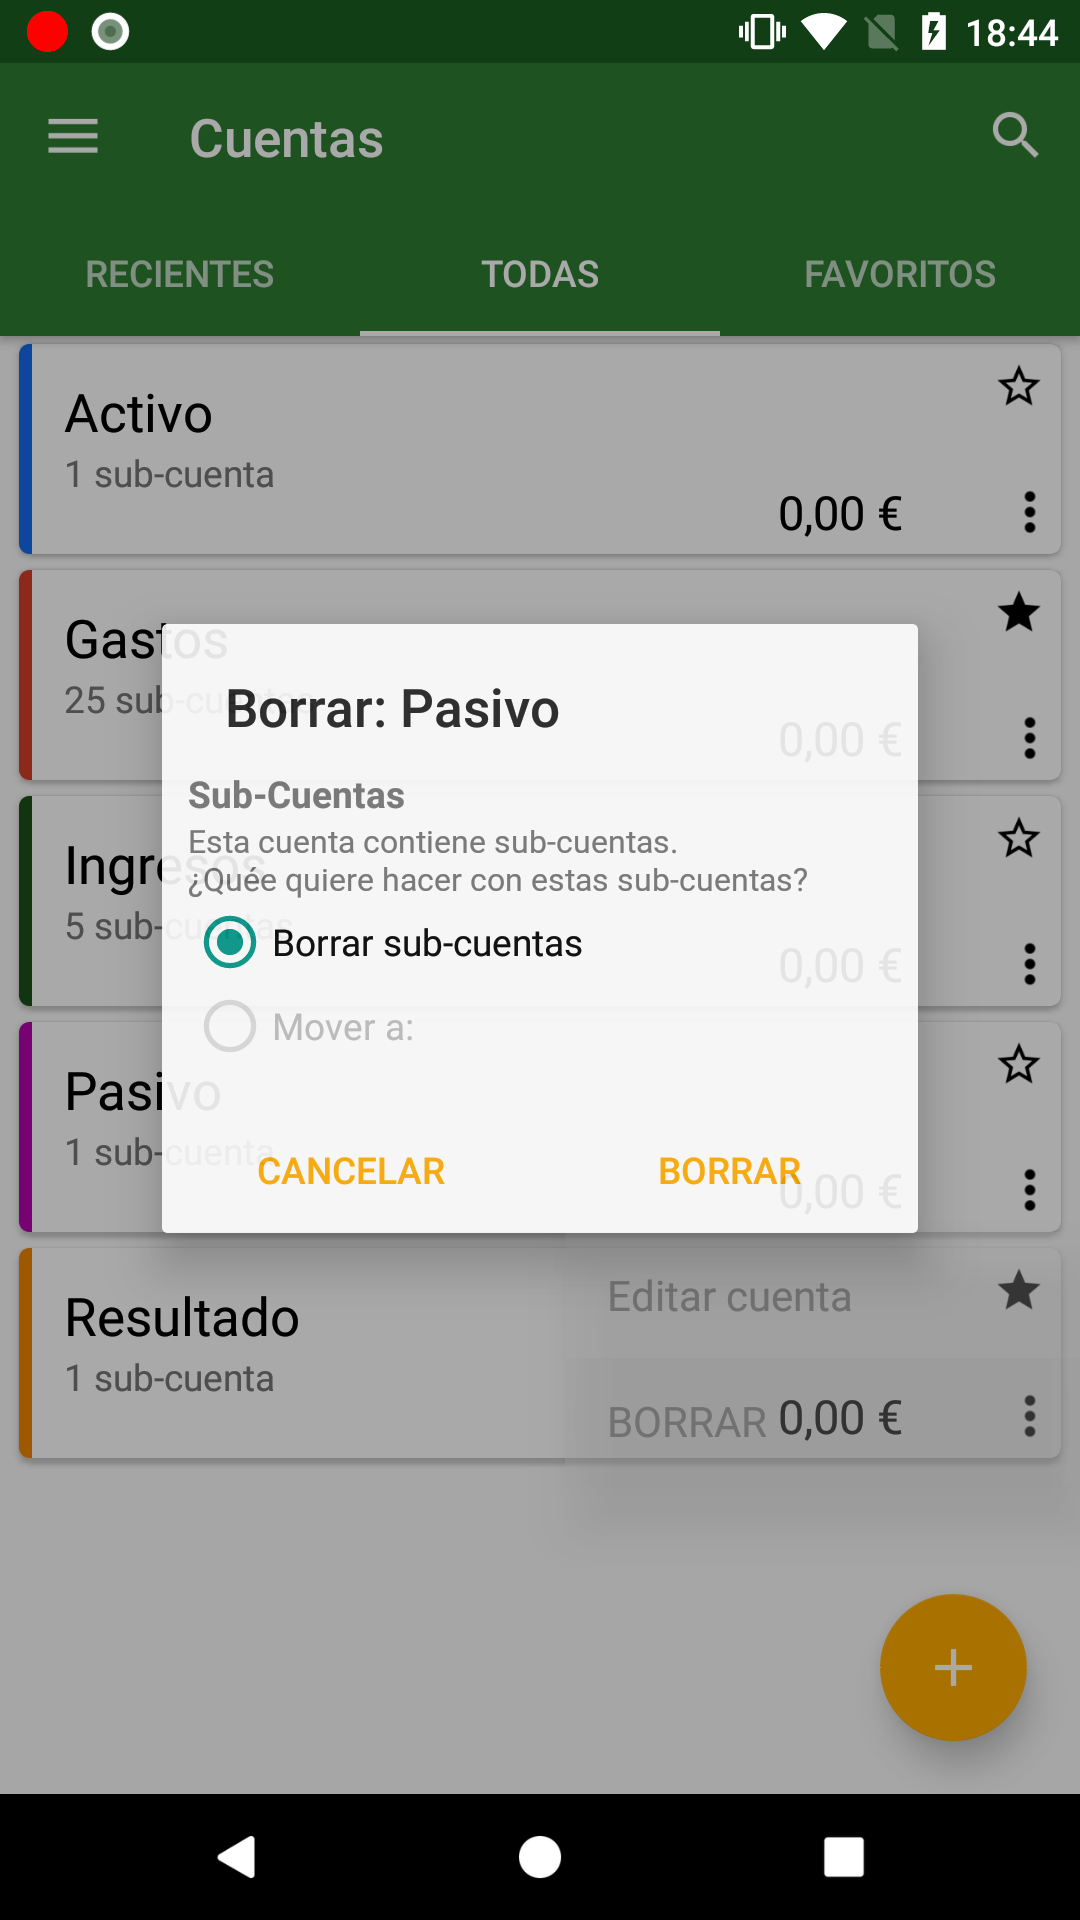 18:44
Cuentas
RECIENTES
TODAS
FAVORITOS
Activo
1 sub-cuenta
0,00 €
Gastos
25 sub-cuentas
0,00 €
Borrar: Pasivo
Sub-Cuentas
Esta cuenta contiene sub-cuentas.
¿Quée quiere hacer con estas sub-cuentas?
Ingresos
5 sub-cuentas
0,00 €
Borrar sub-cuentas
Mover a:
Pasivo
1 sub-cuenta
0,00 €
CANCELAR
BORRAR
Resultado
1 sub-cuenta
Editar cuenta
BORRAR
0,00 €